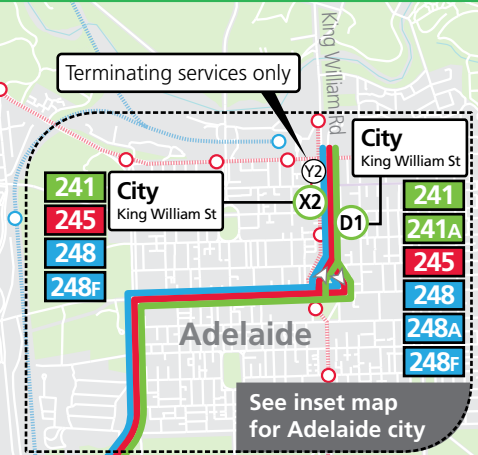 King William Rd
Terminating services only
Y2
City
King William St
X2
City
King William St
D1
241
245
248
248F
241
241A
245
248
248A
248F
Adelaide
See inset map
for Adelaide city